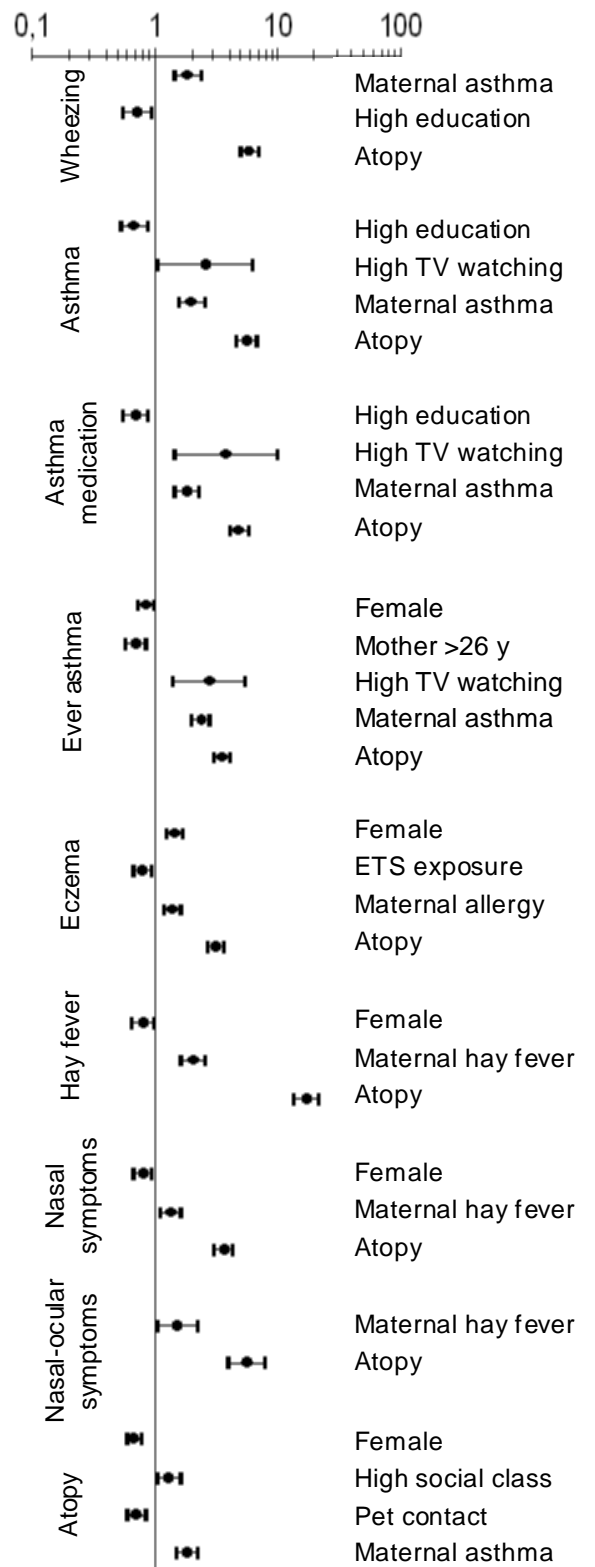 0,1 1 10 100
Wheezing
Maternal asthma
High education
Atopy
Asthma
High education
High TV watching
Maternal asthma
Atopy
Asthma
medication
High education
High TV watching
Maternal asthma
Atopy
Ever asthma
Female
Mother >26 y
High TV watching
Maternal asthma
Atopy
Eczema
Female
ETS exposure
Maternal allergy
Atopy
Hay fever
Female
Maternal hay fever
Atopy
Nasal
symptoms
Female
Maternal hay fever
Atopy
Nasal-ocular
symptoms
Maternal hay fever
Atopy
Atopy
Female
High social class
Pet contact
Maternal asthma